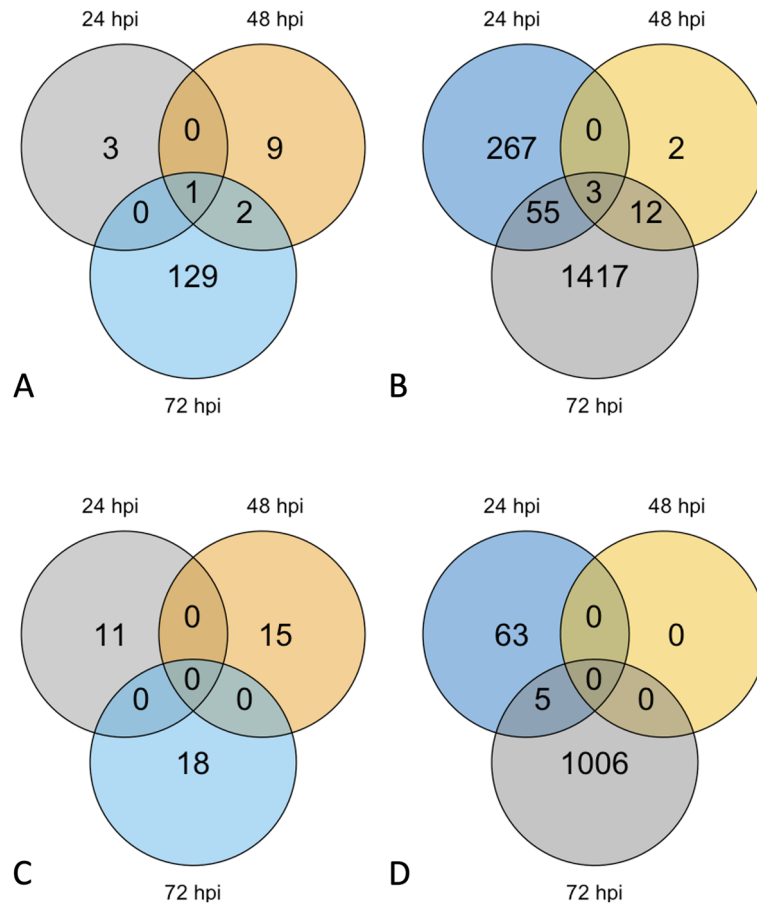 24 hpi 48 hpi
3 0 9
1
0 2
129
A
72 hpi
24 hpi 48 hpi
267 0 2
3
55 12
1417
B
72 hpi
24 hpi 48 hpi
11 0 15
0
0 0
18
C
72 hpi
24 hpi 48 hpi
63 0 0
0
5 0
1006
D
72 hpi